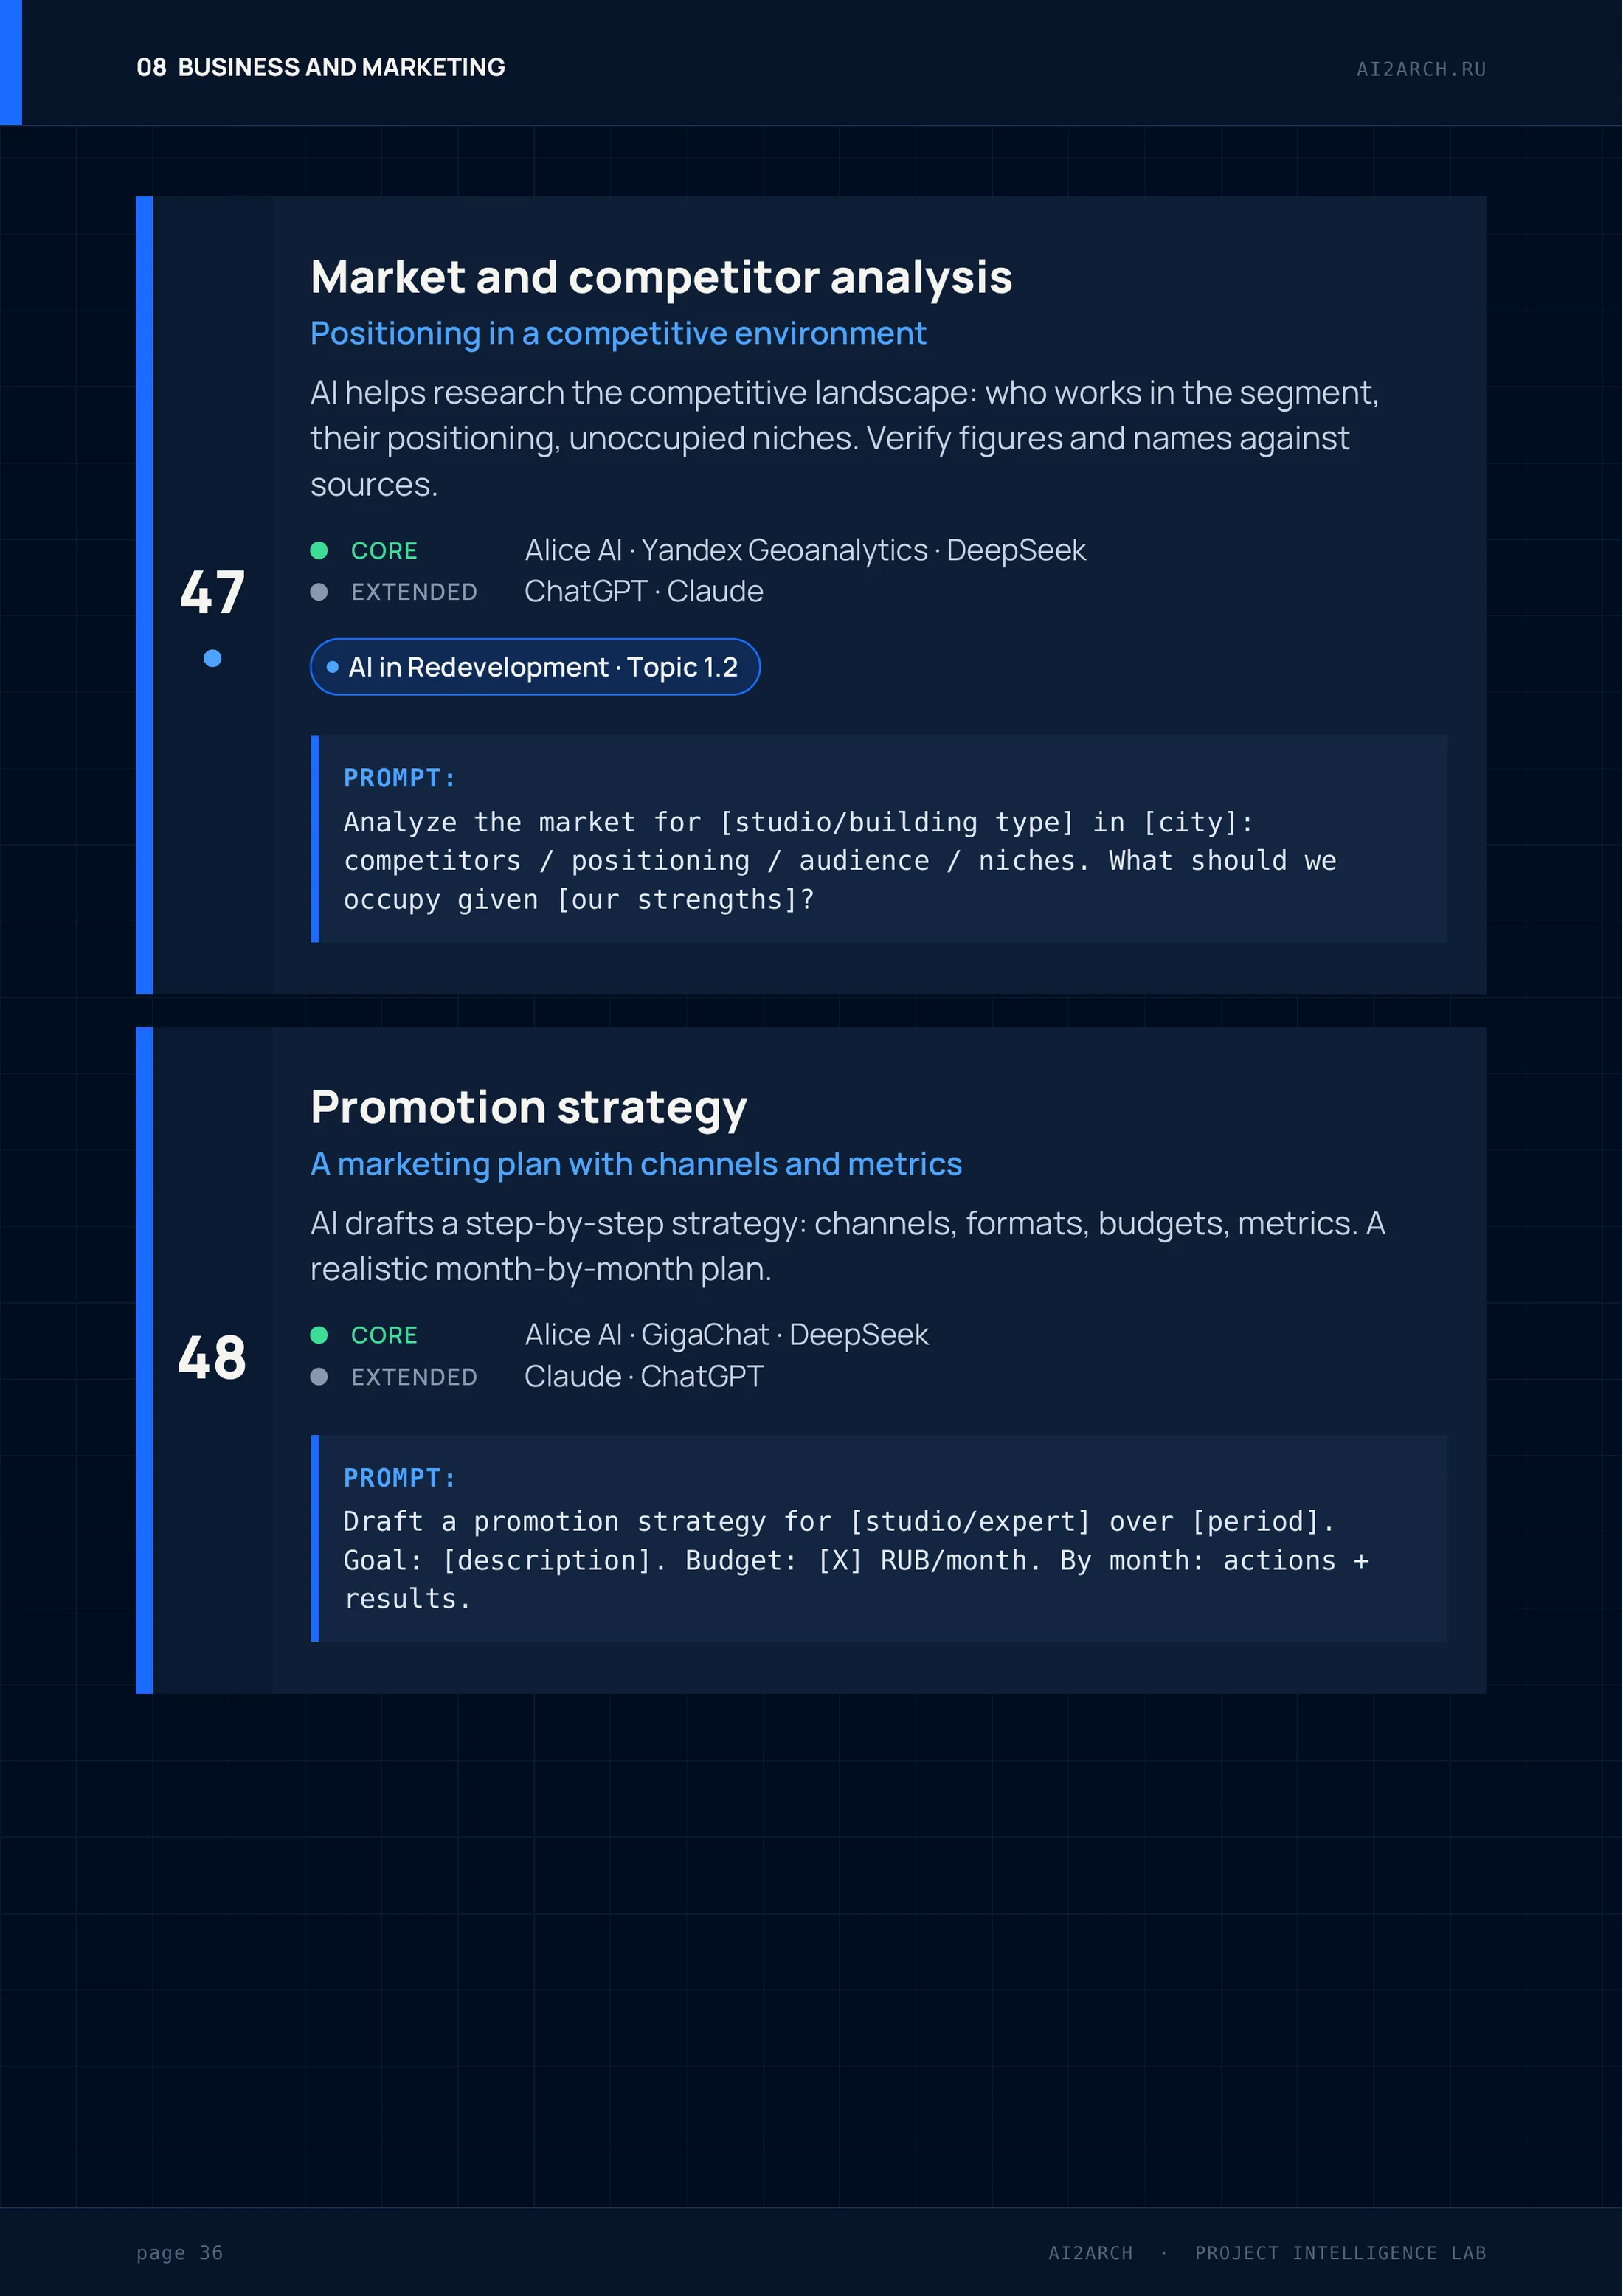 08 BUSINESS AND MARKETING
AI2ARCH.RU
47
Market and competitor analysis
Positioning in a competitive environment
AI helps research the competitive landscape: who works in the segment,
their positioning, unoccupied niches. Verify figures and names against
sources.
CORE Alice AI · Yandex Geoanalytics · DeepSeek
EXTENDED ChatGPT · Claude
AI in Redevelopment · Topic 1.2
PROMPT:
Analyze the market for [studio/building type] in [city]:
competitors / positioning / audience / niches. What should we
occupy given [our strengths]?
48
Promotion strategy
A marketing plan with channels and metrics
AI drafts a step-by-step strategy: channels, formats, budgets, metrics. A
realistic month-by-month plan.
CORE Alice AI · GigaChat · DeepSeek
EXTENDED Claude · ChatGPT
PROMPT:
Draft a promotion strategy for [studio/expert] over [period].
Goal: [description]. Budget: [X] RUB/month. By month: actions +
results.
page 36
AI2ARCH · PROJECT INTELLIGENCE LAB